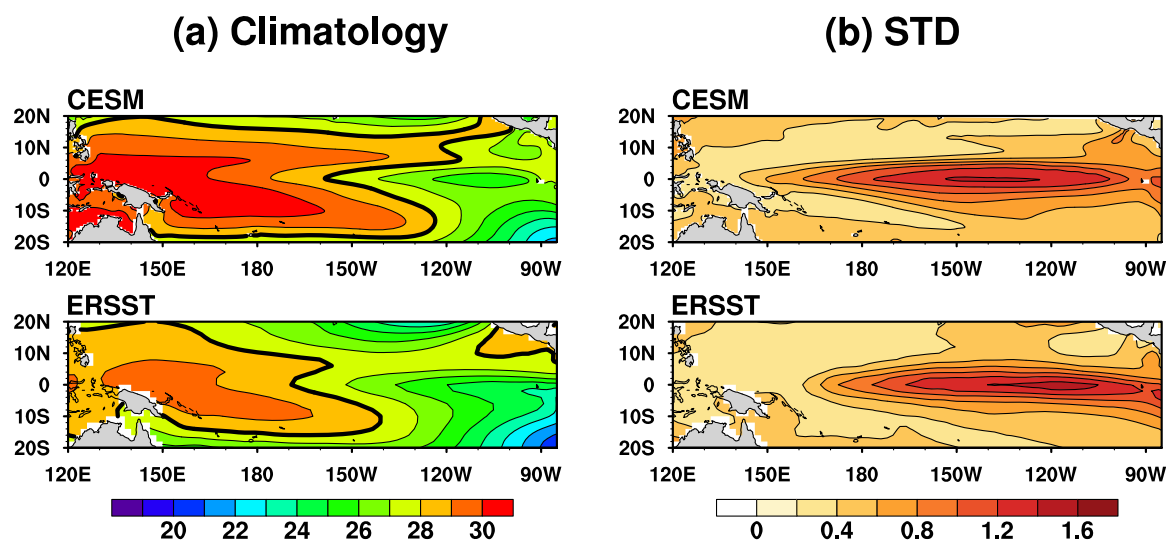 (a) Climatology
(b) STD
CESM
20N
10N
0
10S
20S
120E 150E 180 150W 120W 90W
CESM
20N
10N
0
10S
20S
120E 150E 180 150W 120W 90W
ERSST
20N
10N
0
10S
20S
120E 150E 180 150W 120W 90W
ERSST
20N
10N
0
10S
20S
120E 150E 180 150W 120W 90W
20 22 24 26 28 30
0 0.4 0.8 1.2 1.6